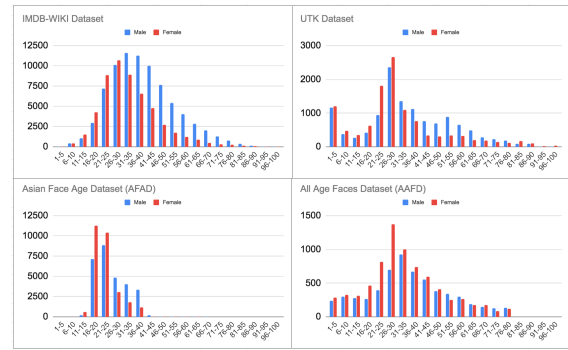 IMDB-WIKI Dataset
Male Female
12500
10000
7500
5000
2500
0
1-5 6-10 11-15 16-20 21-25 26-30 31-35 36-40 41-45 46-50 51-55 56-60 61-65 66-70 71-75 76-80 81-85 86-90 91-95 96-100
UTK Dataset
Male Female
3000
2000
1000
0
1-5 6-10 11-15 16-20 21-25 26-30 31-35 36-40 41-45 46-50 51-55 56-60 61-65 66-70 71-75 76-80 81-85 86-90 91-95 96-100
Asian Face Age Dataset (AFAD)
Male Female
12500
10000
7500
5000
2500
0
1-5 6-10 11-15 16-20 21-25 26-30 31-35 36-40 41-45 46-50 51-55 56-60 61-65 66-70 71-75 76-80 81-85 86-90 91-95 96-100
All Age Faces Dataset (AAFD)
Male Female
1500
1000
500
0
1-5 6-10 11-15 16-20 21-25 26-30 31-35 36-40 41-45 46-50 51-55 56-60 61-65 66-70 71-75 76-80 81-85 86-90 91-95 96-100